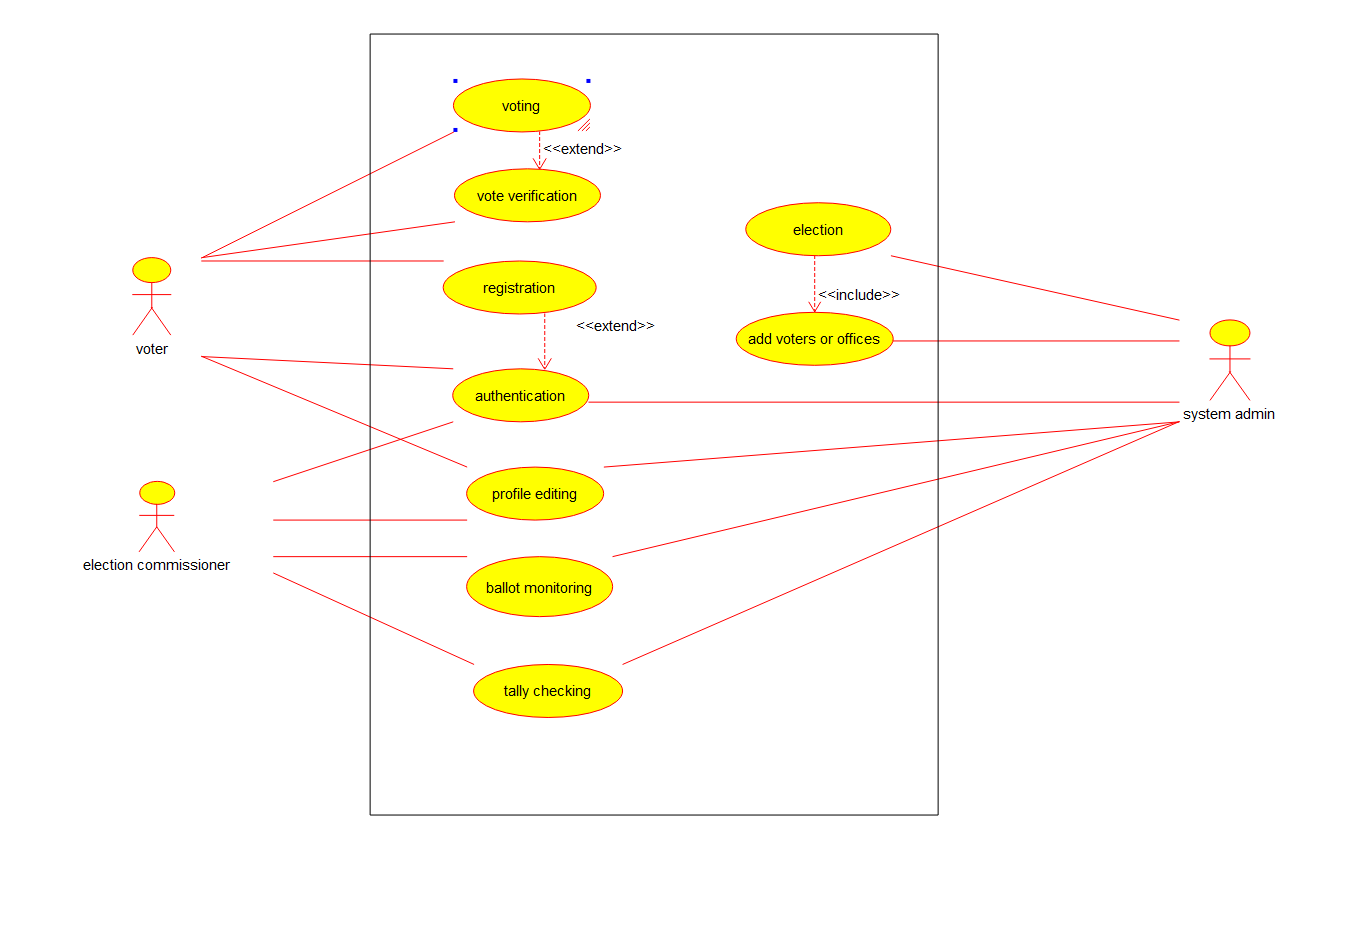 voting
<<extend>>
vote verification
election
registration
<<include>>
<<extend>>
add voters or offices
voter
authentication
system admin
profile editing
election commissioner
ballot monitoring
tally checking